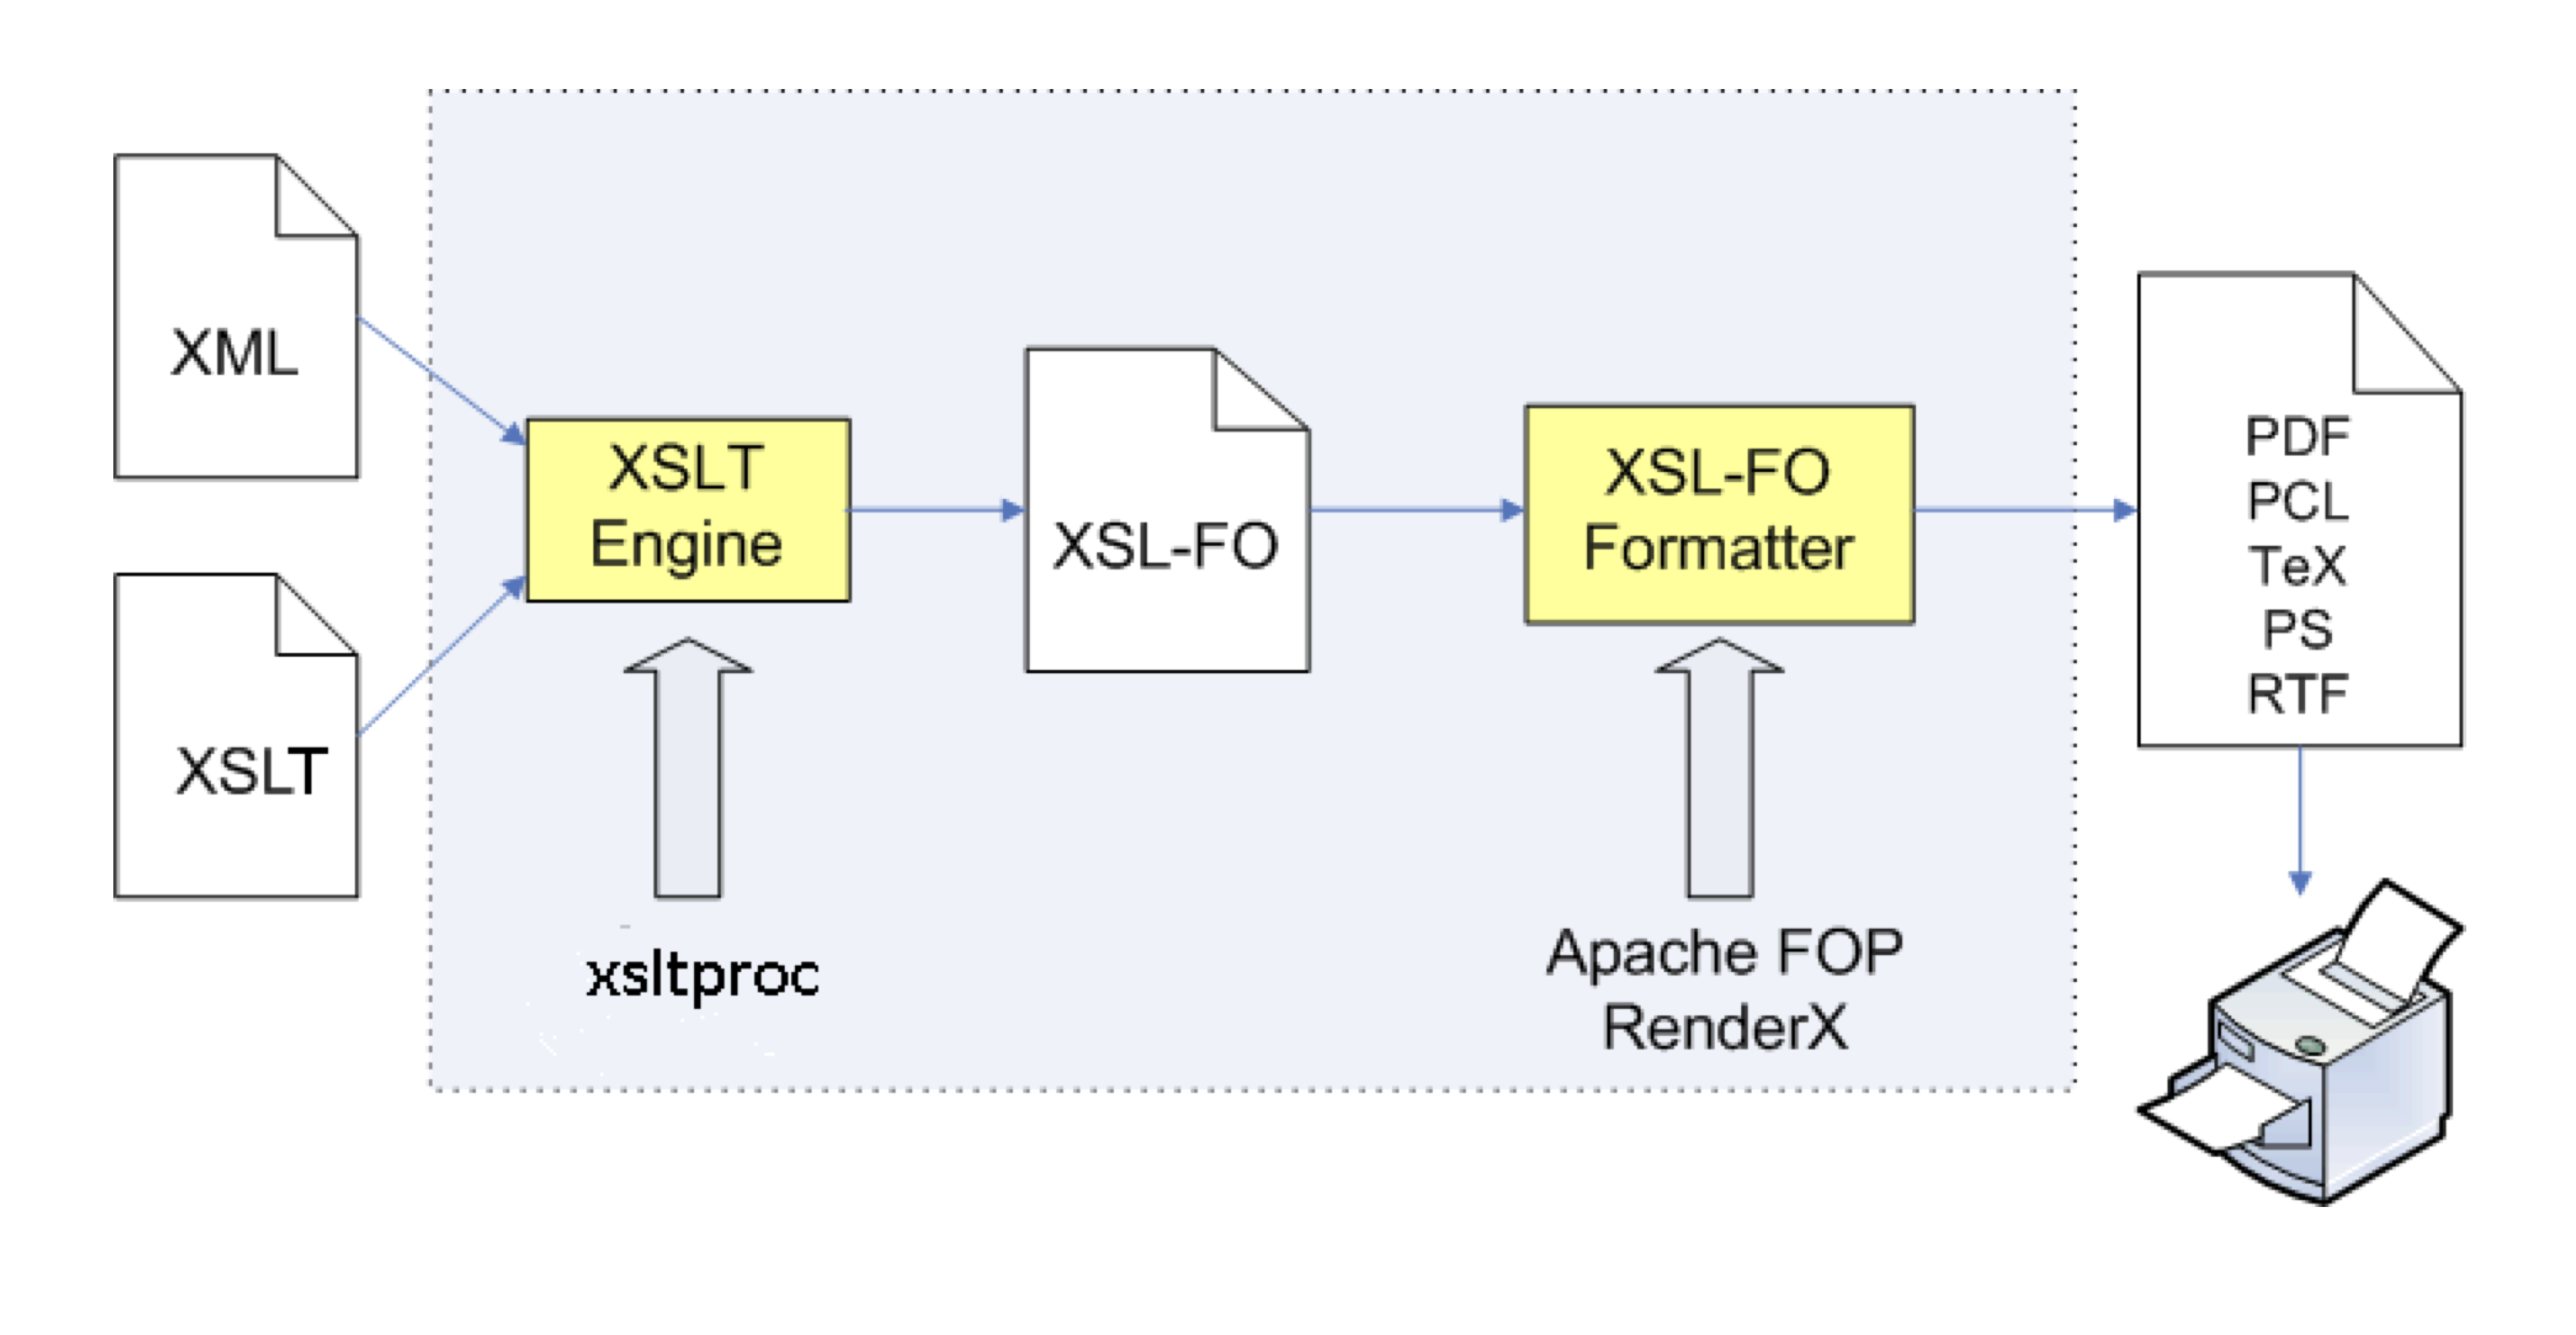 XML
XSLT
XSLT
Engine
xsltproc
XSL-FO
XSL-FO
Formatter
Apache FOP
RenderX
PDF
PCL
TeX
PS
RTF